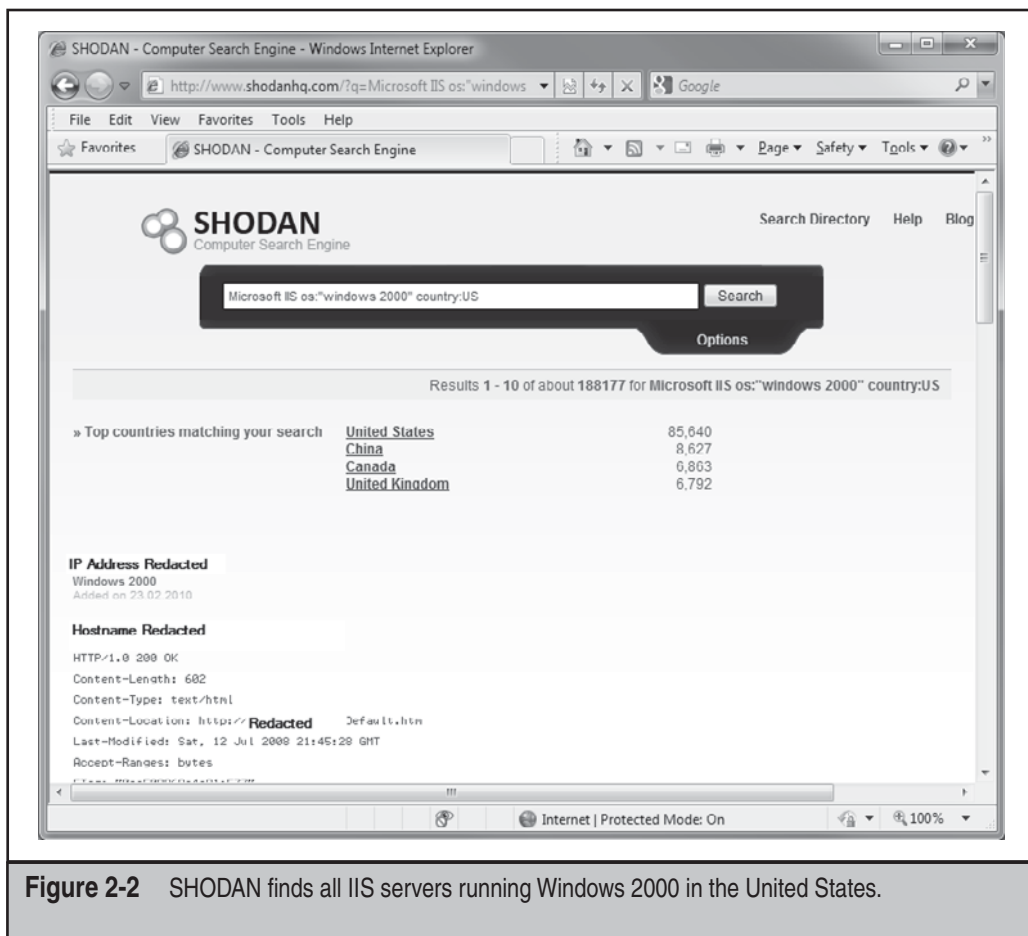 SHODAN - Computer Search Engine - Windows Internet Explorer
http://www.shodanhq.com/?q=Microsoft IIS os:"windows
Google
File Edit View Favorites Tools Help
Favorites SHODAN - Computer Search Engine Page Safety Tools
SHODAN
Computer Search Engine
Search Directory Help Blog
Microsoft IIS os:"windows 2000" country:US Search
Options
Results 1 - 10 of about 188177 for Microsoft IIS os:"windows 2000" country:US
» Top countries matching your search United States 85,640
China 8,627
Canada 6,863
United Kingdom 6,792
IP Address Redacted
Windows 2000
Added on 23.02.2010
Hostname Redacted
HTTP/1.0 200 OK
Content-Length: 602
Content-Type: text/html
Content-Location: http:// Redacted Default.htm
Last-Modified: Sat, 12 Jul 2008 21:45:28 GMT
Accept-Ranges: bytes
Internet | Protected Mode: On 100%
Figure 2-2 SHODAN finds all IIS servers running Windows 2000 in the United States.